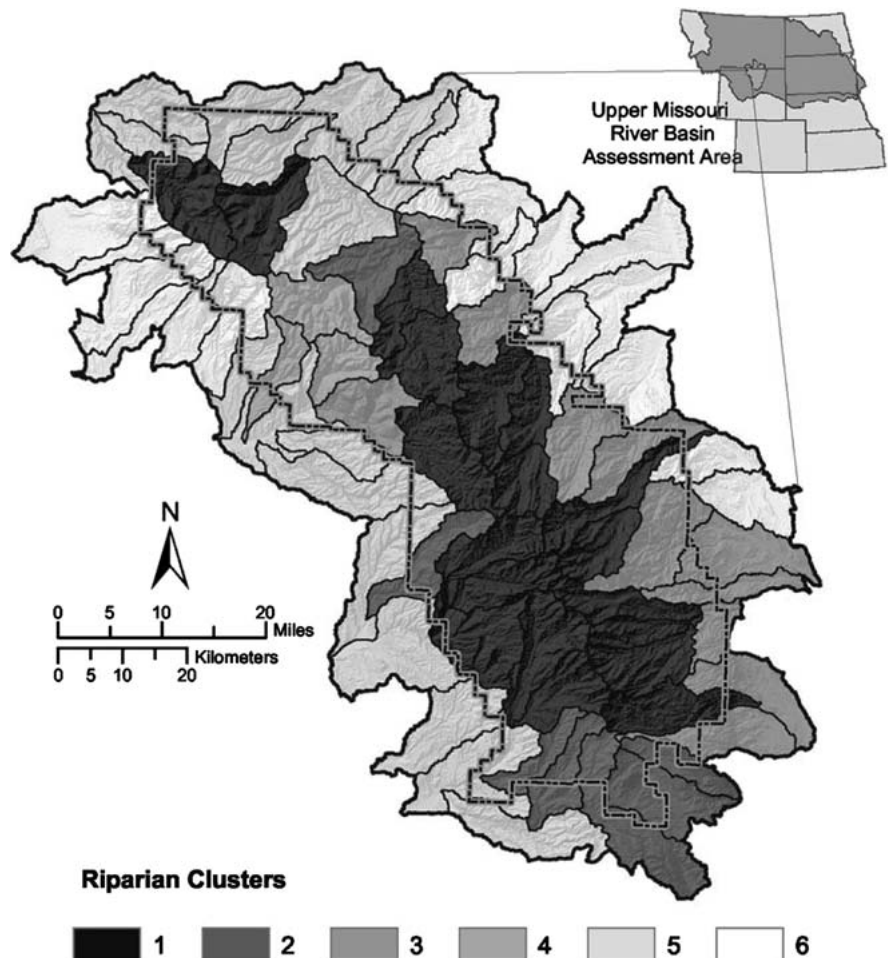 Upper Missouri
River Basin
Assessment Area
N
0 5 10 20
Miles
Kilometers
0 5 10 20
Riparian Clusters
1 2 3 4 5 6